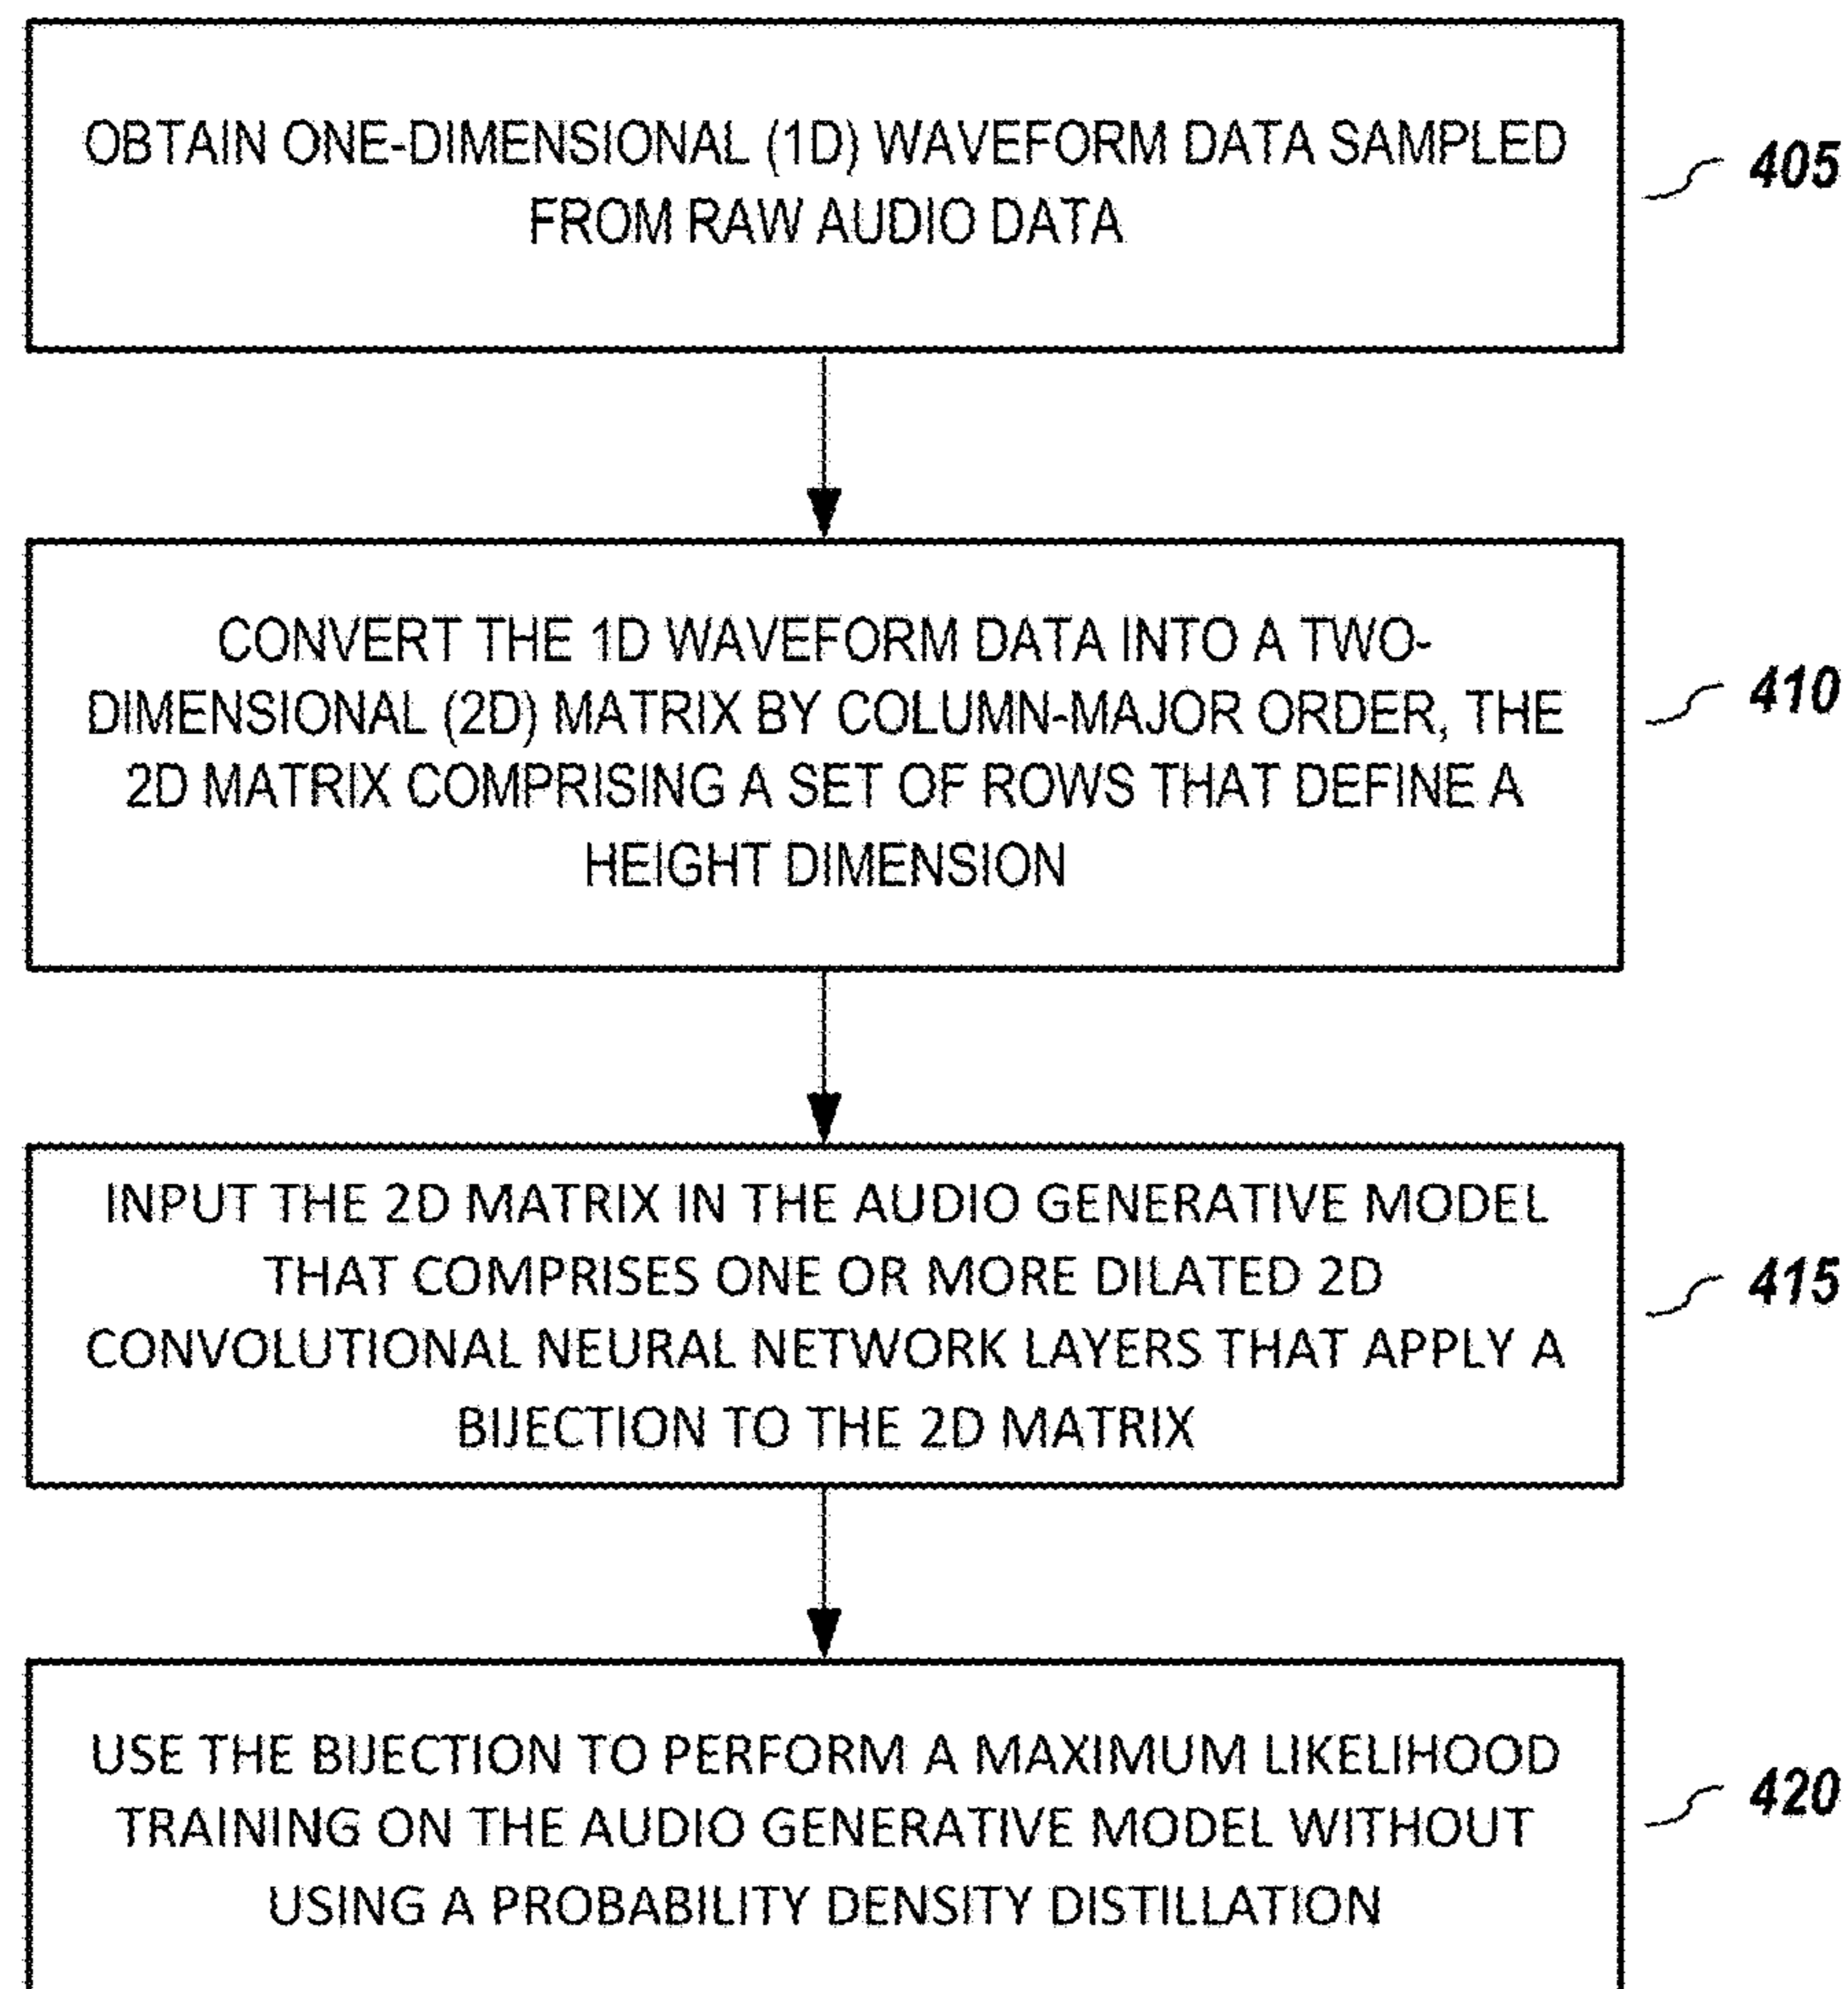 OBTAIN ONE-DIMENSIONAL (1D) WAVEFORM DATA SAMPLED
FROM RAW AUDIO DATA
405
CONVERT THE 1D WAVEFORM DATA INTO A TWO-
DIMENSIONAL (2D) MATRIX BY COLUMN-MAJOR ORDER, THE
2D MATRIX COMPRISING A SET OF ROWS THAT DEFINE A
HEIGHT DIMENSION
410
INPUT THE 2D MATRIX IN THE AUDIO GENERATIVE MODEL
THAT COMPRISES ONE OR MORE DILATED 2D
CONVOLUTIONAL NEURAL NETWORK LAYERS THAT APPLY A
BIJECTION TO THE 2D MATRIX
415
USE THE BIJECTION TO PERFORM A MAXIMUM LIKELIHOOD
TRAINING ON THE AUDIO GENERATIVE MODEL WITHOUT
USING A PROBABILITY DENSITY DISTILLATION
420